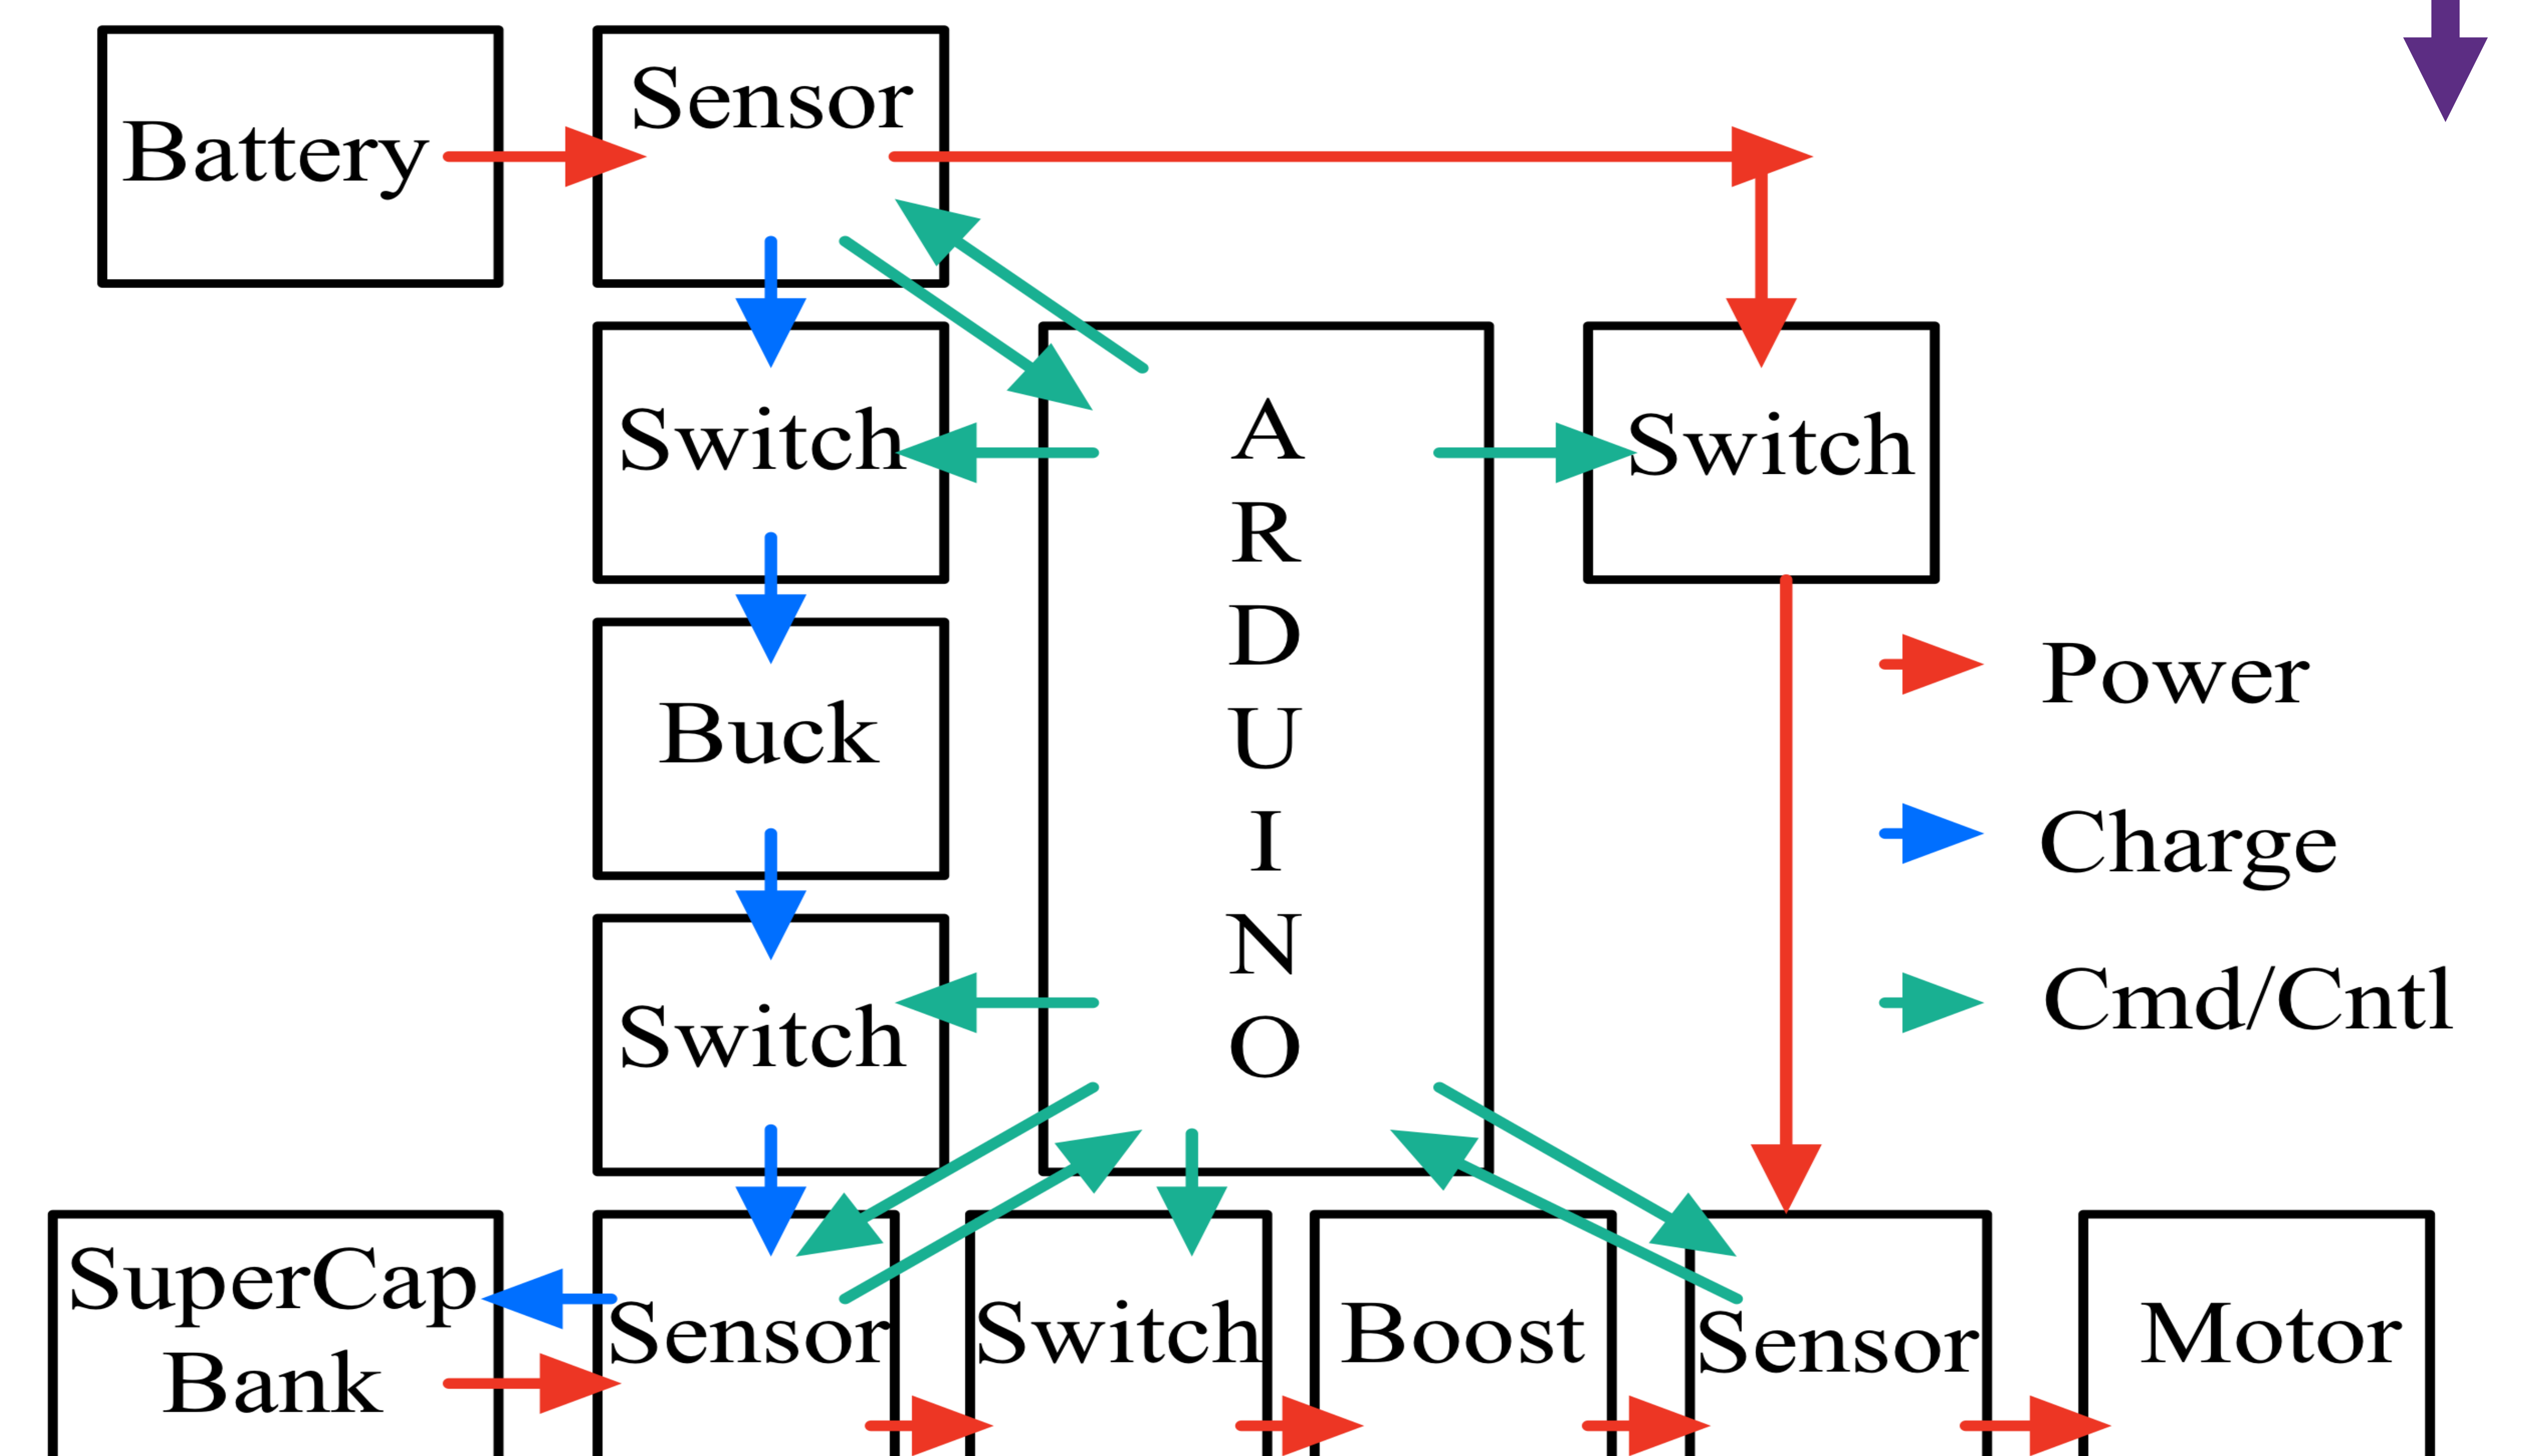 Battery
Sensor
Switch
A
R
D
U
I
N
O
Switch
Buck
Switch
Power
Charge
Cmd/Cntl
SuperCap
Bank
Sensor
Switch
Boost
Sensor
Motor